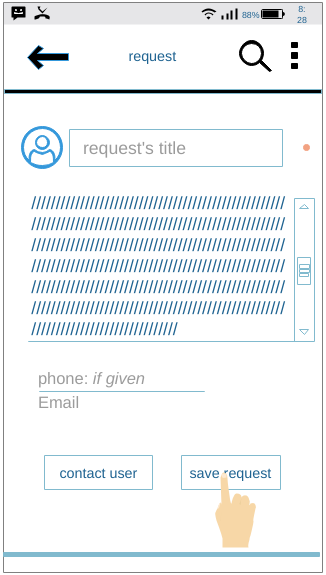 88% 8:
28
request
request's title
////////////////////////////////////////////////////
////////////////////////////////////////////////////
////////////////////////////////////////////////////
////////////////////////////////////////////////////
////////////////////////////////////////////////////
////////////////////////////////////////////////////
//////////////////////////////
phone: if given
Email
contact user
save request